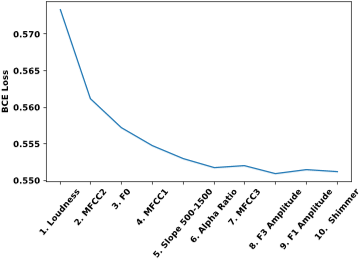 0.570
0.565
0.560
0.555
0.550
BCE Loss
1. Loudness
2. MFCC2
3. F0
4. MFCC1
5. Slope 500-1500
6. Alpha Ratio
7. MFCC3
8. F3 Amplitude
9. F1 Amplitude
10. Shimmer